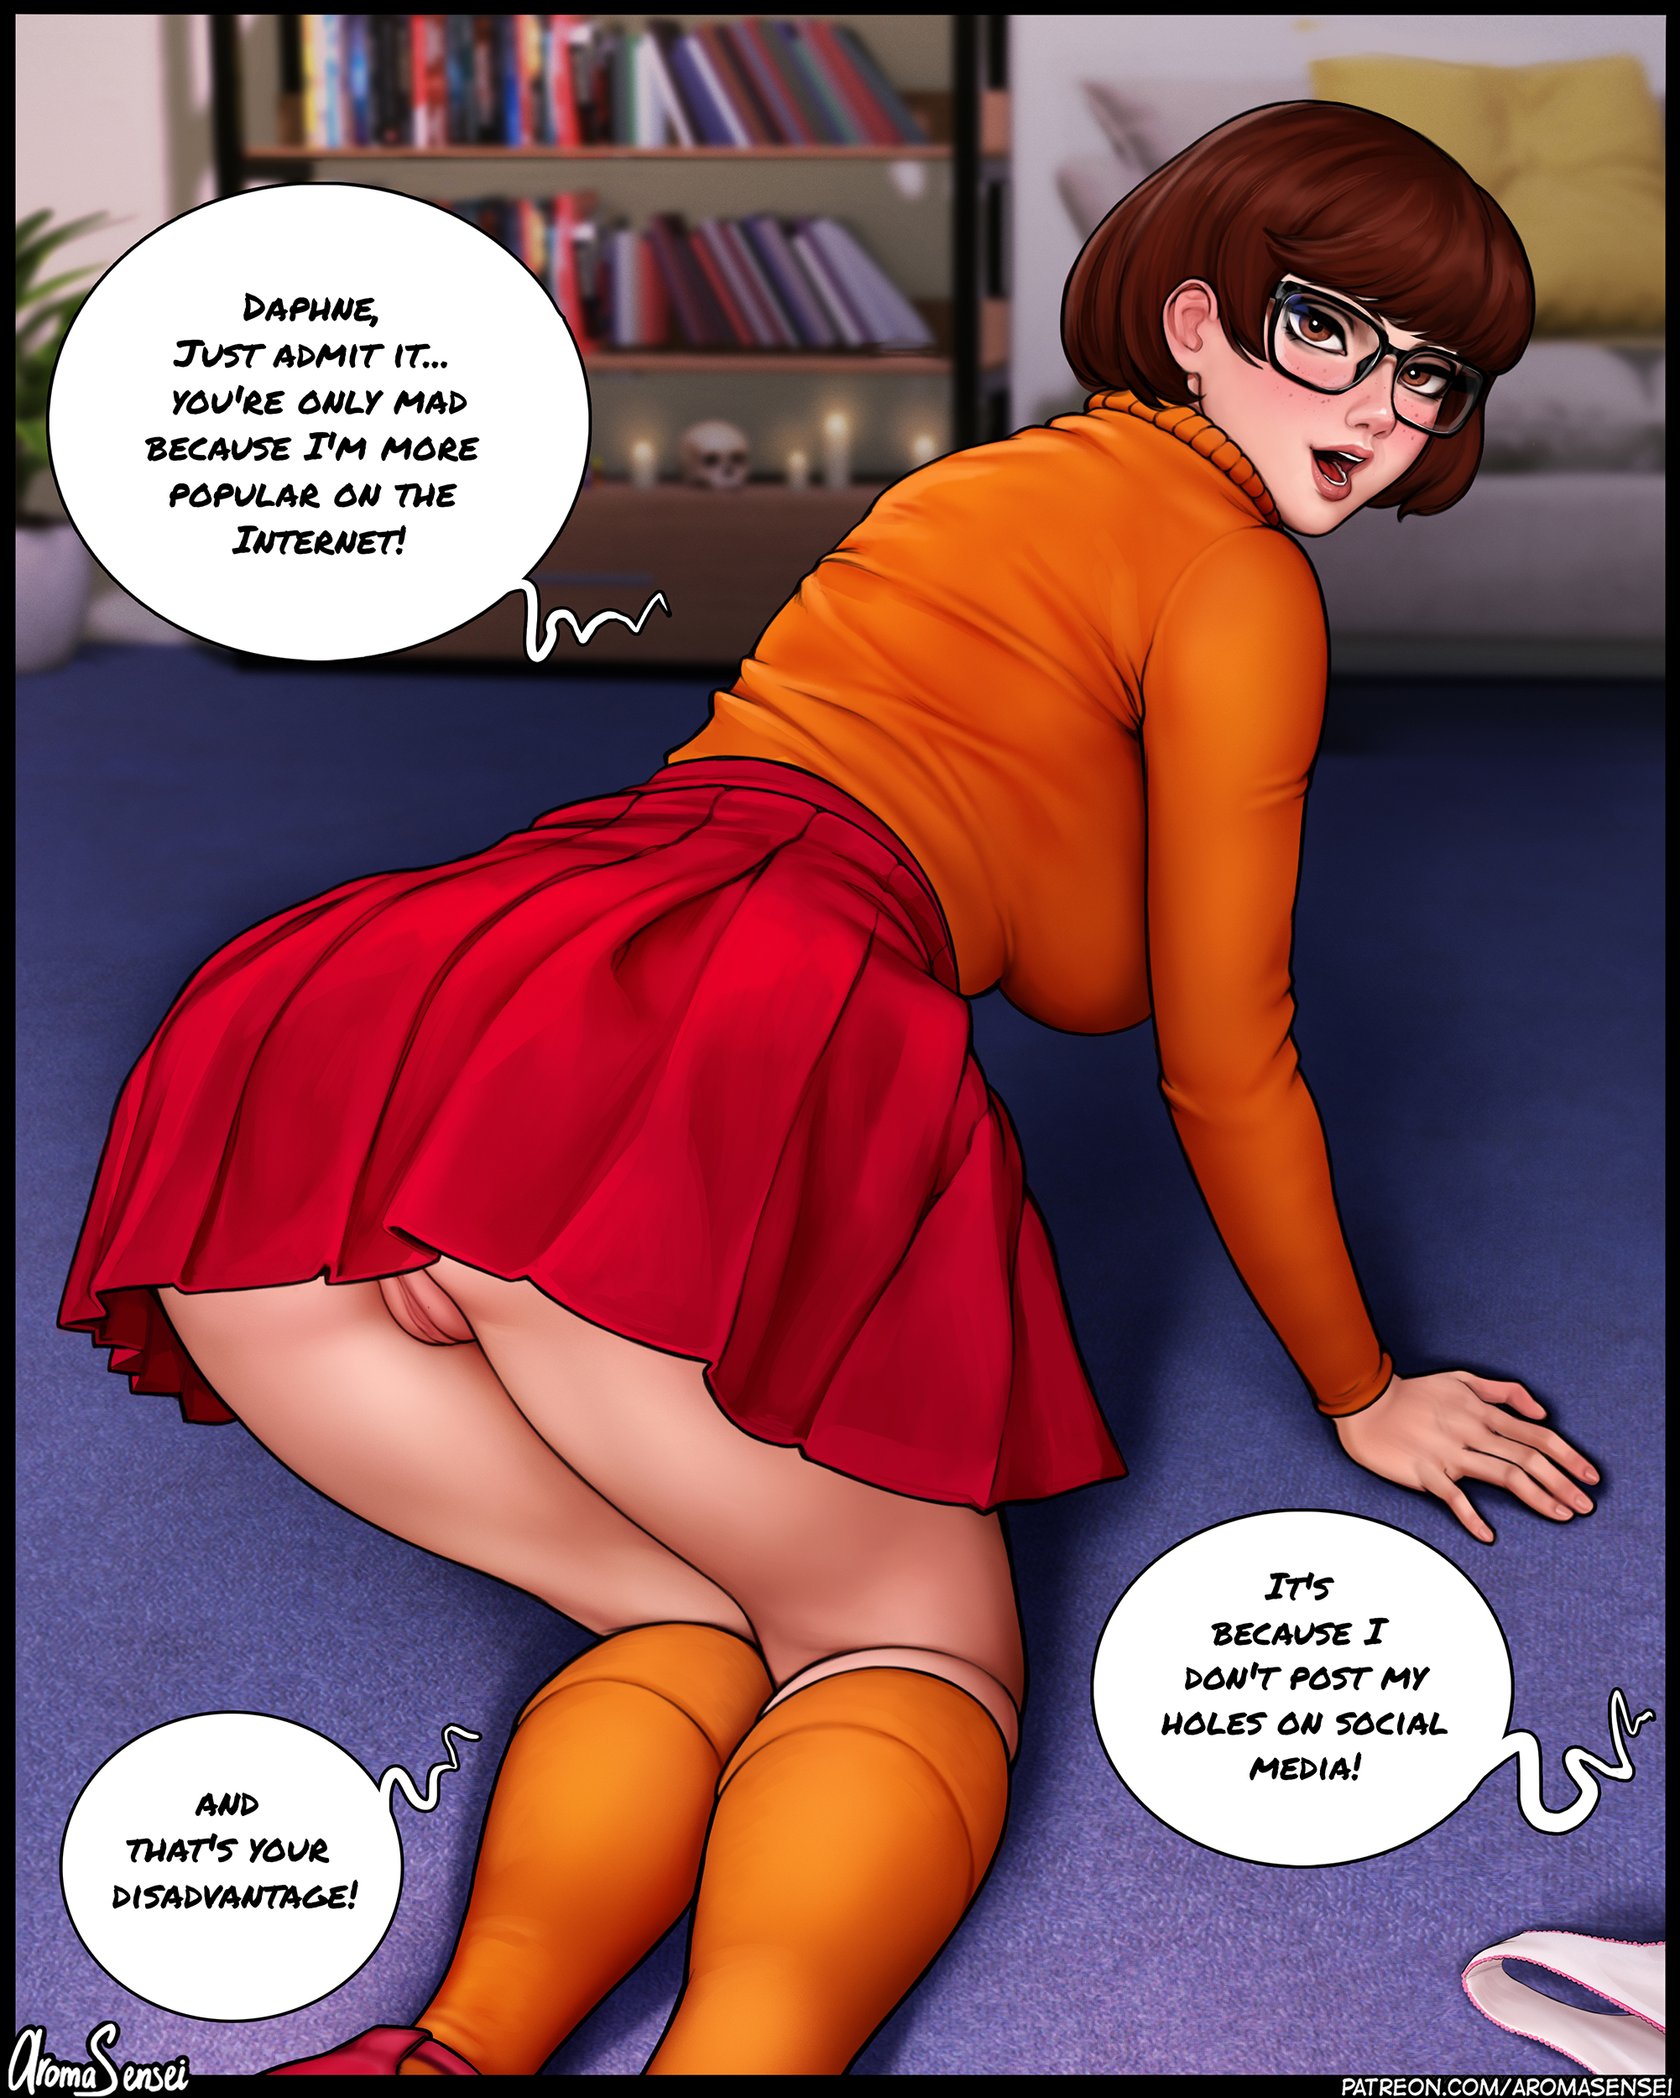 Daphne,
Just admit it...
you're only mad
because I'm more
popular on the
Internet!
It's
because I
don't post my
holes on social
media!
and
that's your
disadvantage!
AromaSensei
PATREON.COM/AROMASENSEI